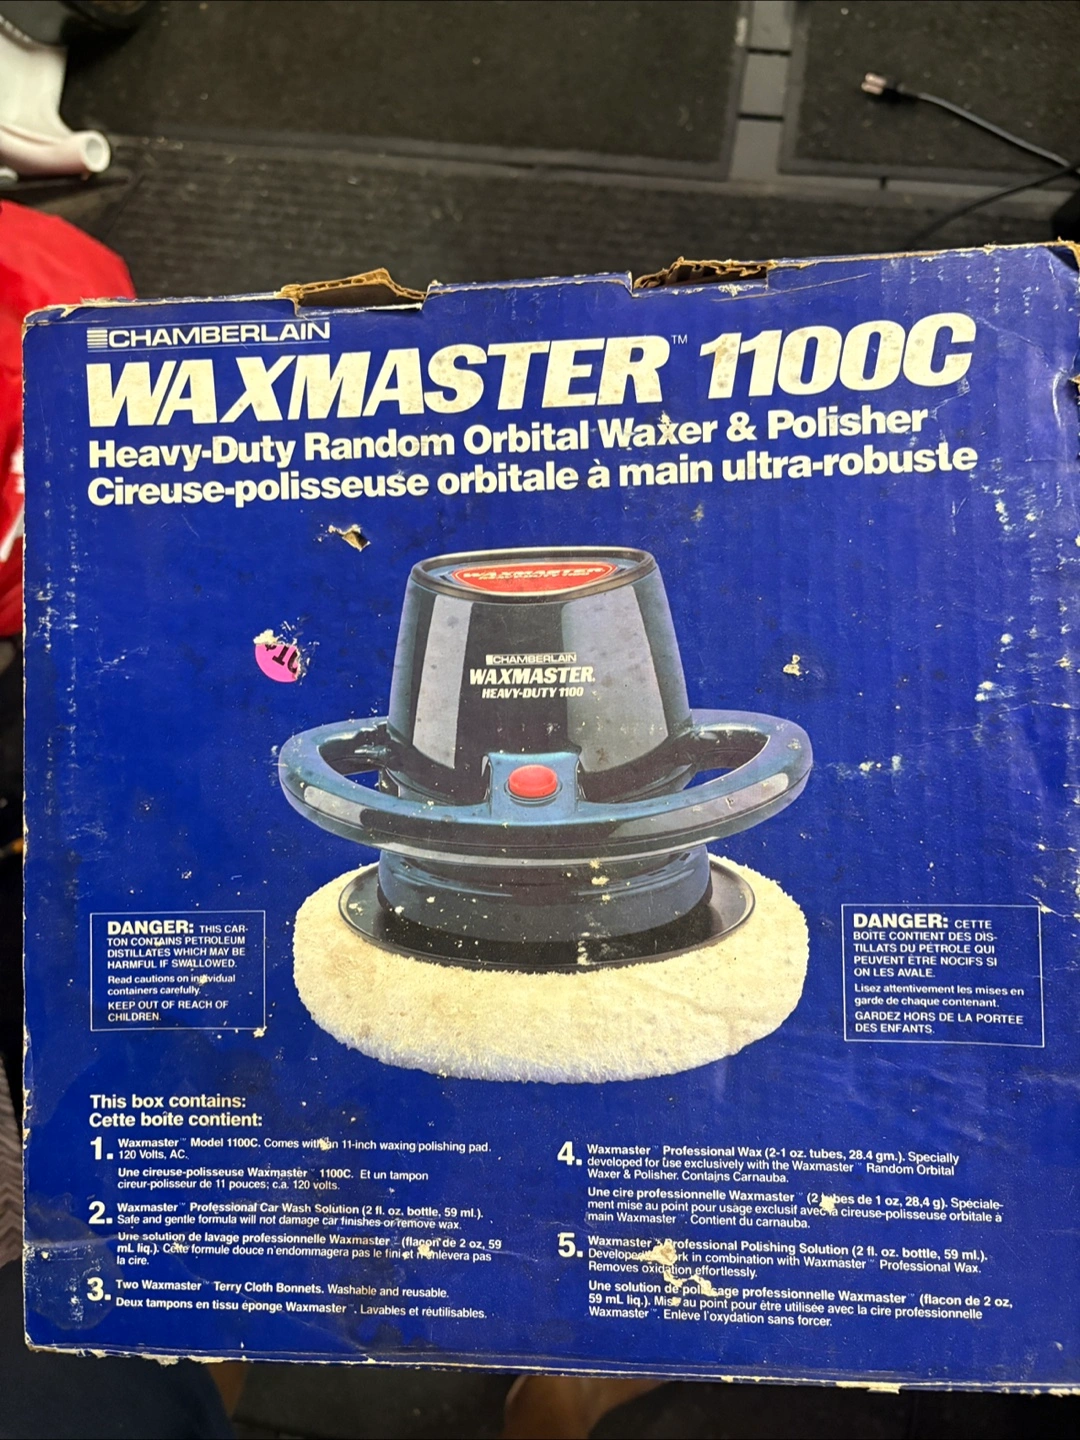 CHAMBERLAIN
WAXMASTER™ 1100C
Heavy-Duty Random Orbital Waxer & Polisher
Cireuse-polisseuse orbitale à main ultra-robuste
WAXMASTER
CHAMBERLAIN
WAXMASTER.
HEAVY-DUTY 1100
DANGER: THIS CAR-
TON CONTAINS PETROLEUM
DISTILLATES WHICH MAY BE
HARMFUL IF SWALLOWED.
Read cautions on individual
containers carefully.
KEEP OUT OF REACH OF
CHILDREN.
DANGER: CETTE
BOITE CONTIENT DES DIS-
TILLATS DU PÉTROLE QUI
PEUVENT ÊTRE NOCIFS SI
ON LES AVALE.
Lisez attentivement les mises en
garde de chaque contenant.
GARDEZ HORS DE LA PORTEE
DES ENFANTS.
This box contains:
Cette boîte contient:
1. Waxmaster™ Model 1100C. Comes with an 11-inch waxing/polishing pad.
120 Volts, AC.
Une cireuse-polisseuse Waxmaster™ 1100C. Et un tampon
cireur-polisseur de 11 pouces; c.a. 120 volts.
2. Waxmaster™ Professional Car Wash Solution (2 fl. oz. bottle, 59 ml.).
Safe and gentle formula will not damage car finishes or remove wax.
Une solution de lavage professionnelle Waxmaster™ (flacon de 2 oz, 59
mL liq.). Cette formule douce n'endommagera pas le fini et n'enlèvera pas
la cire.
3. Two Waxmaster™ Terry Cloth Bonnets. Washable and reusable.
Deux tampons en tissu éponge Waxmaster™. Lavables et réutilisables.
4. Waxmaster™ Professional Wax (2-1 oz. tubes, 28.4 gm.). Specially
developed for use exclusively with the Waxmaster™ Random Orbital
Waxer & Polisher. Contains Carnauba.
Une cire professionnelle Waxmaster™ (2 tubes de 1 oz, 28,4 g). Spéciale-
ment mise au point pour usage exclusif avec la cireuse-polisseuse orbitale à
main Waxmaster™. Contient du carnauba.
5. Waxmaster™ Professional Polishing Solution (2 fl. oz. bottle, 59 ml.).
Developed work in combination with Waxmaster™ Professional Wax.
Removes oxidation effortlessly.
Une solution de polissage professionnelle Waxmaster™ (flacon de 2 oz,
59 mL liq.). Mise au point pour être utilisée avec la cire professionnelle
Waxmaster™. Enlève l'oxydation sans forcer.